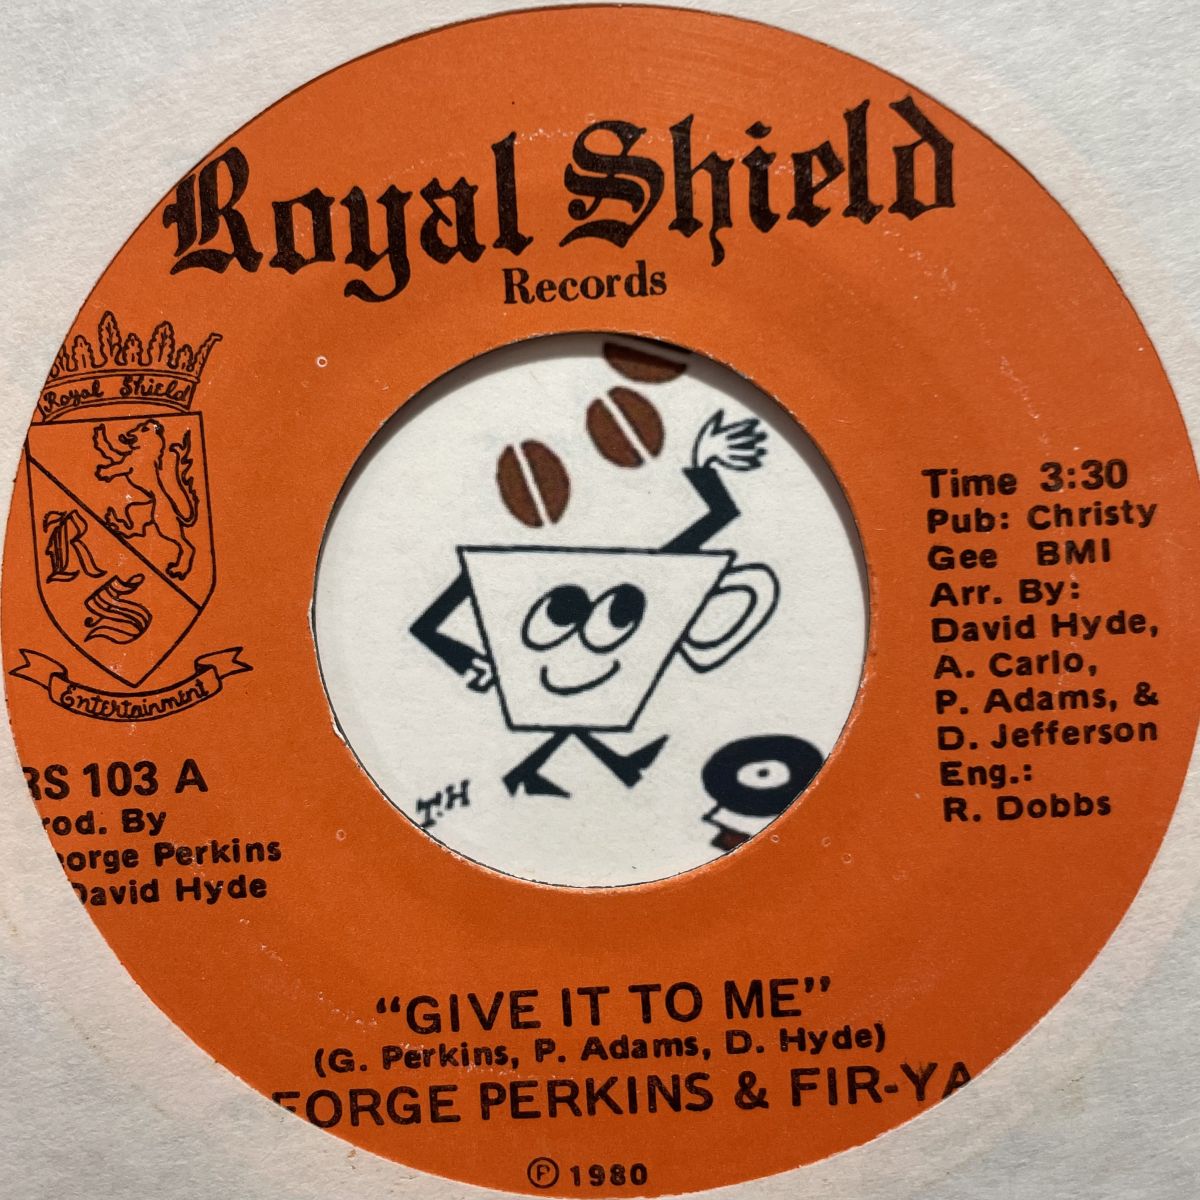 Royal Shield
Records
Royal Shield
R
S
Entertainment
RS 103 A
rod. By
eorge Perkins
David Hyde
Time 3:30
Pub: Christy
Gee BMI
Arr. By:
David Hyde,
A. Carlo,
P. Adams, &
D. Jefferson
Eng.:
R. Dobbs
T.H
"GIVE IT TO ME"
(G. Perkins, P. Adams, D. Hyde)
EORGE PERKINS & FIR-YA
℗ 1980